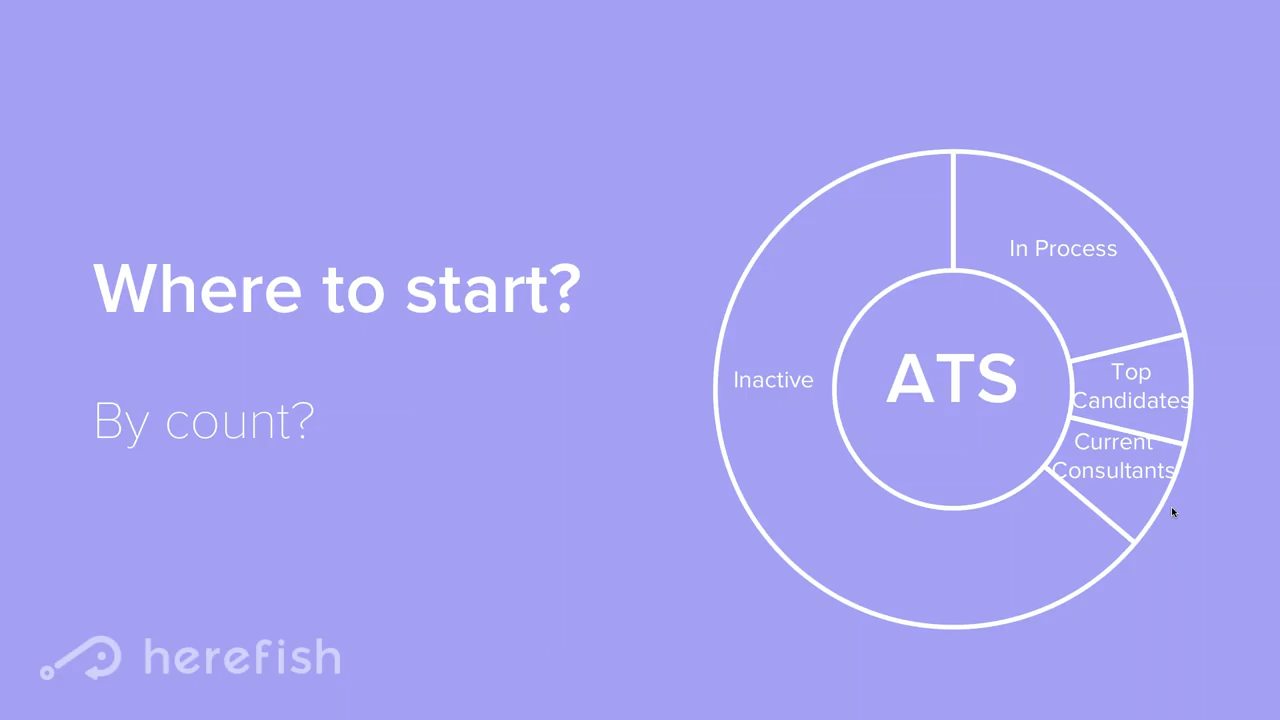 Where to start?
By count?
In Process
Top
Candidates
Current
Consultants
Inactive
ATS
herefish